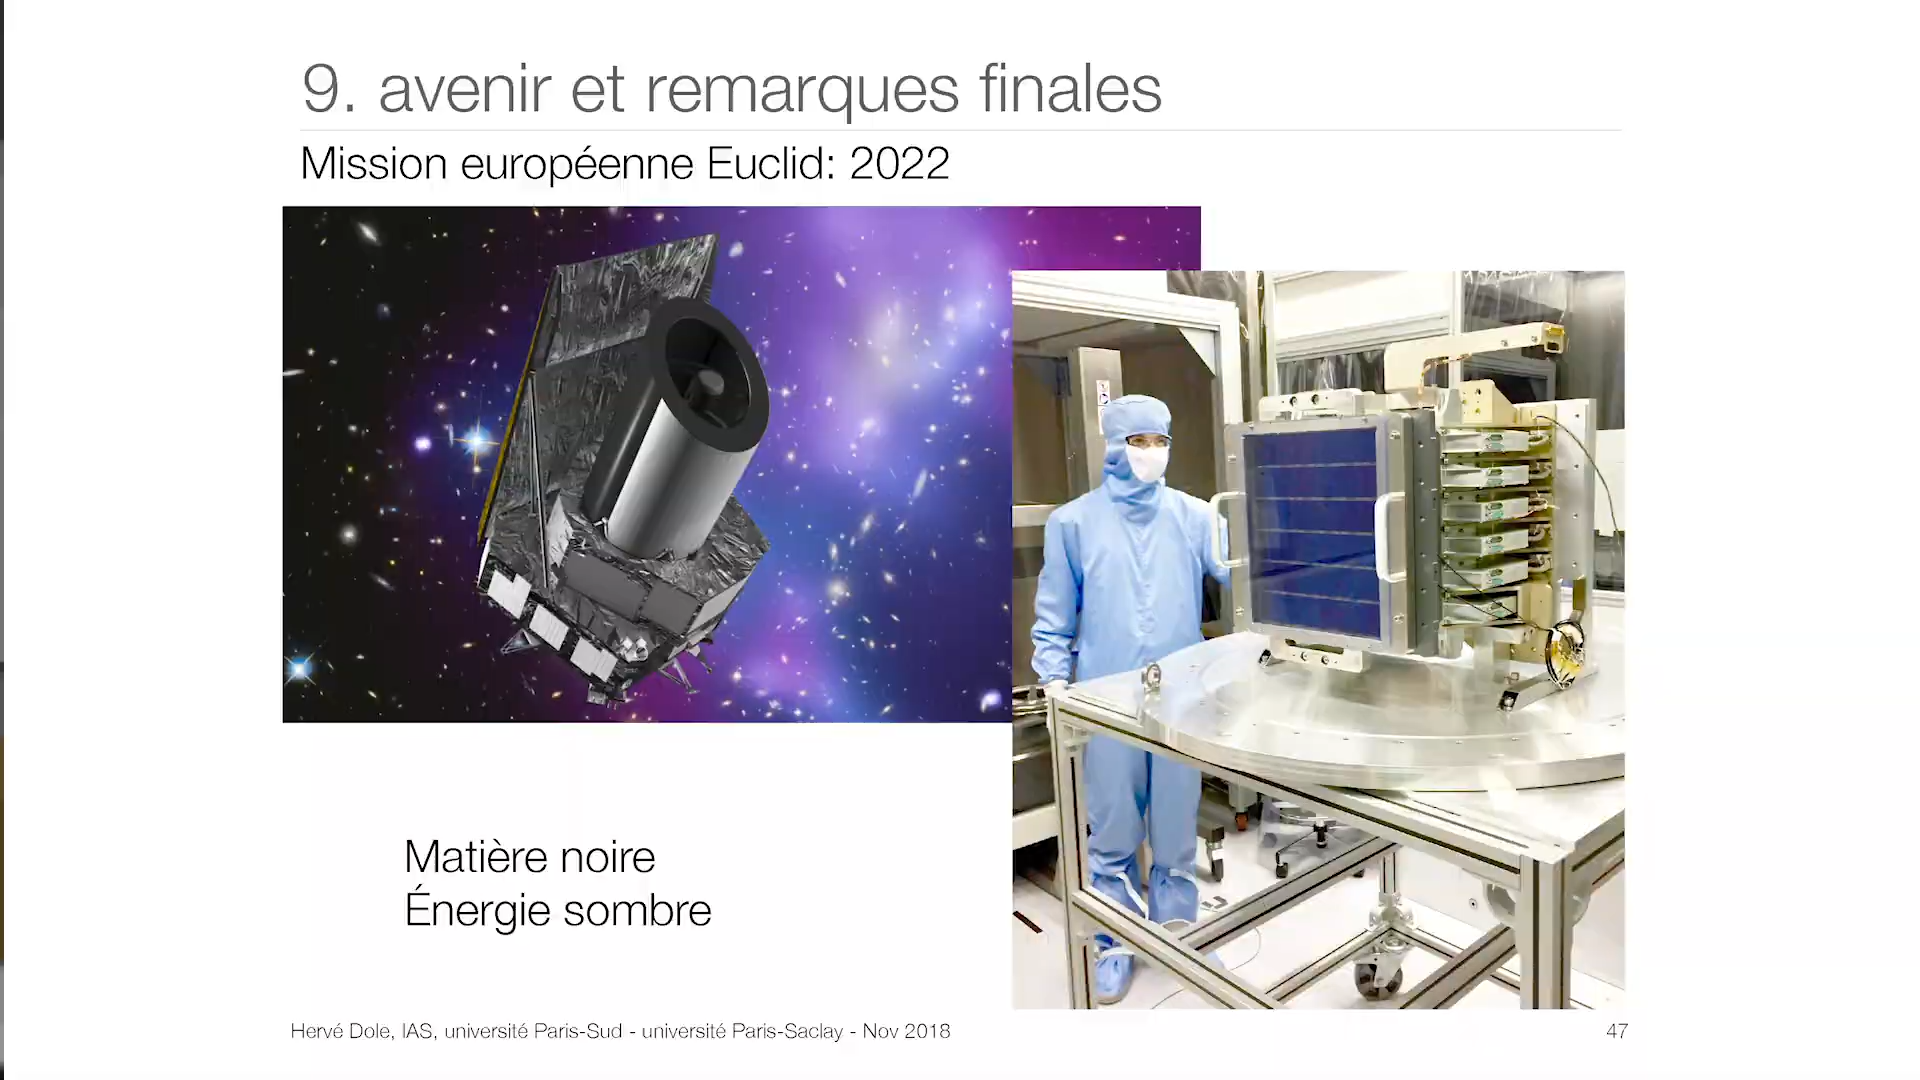 9. avenir et remarques finales
Mission européenne Euclid: 2022
Matière noire
Énergie sombre
Hervé Dole, IAS, université Paris-Sud - université Paris-Saclay - Nov 2018
47